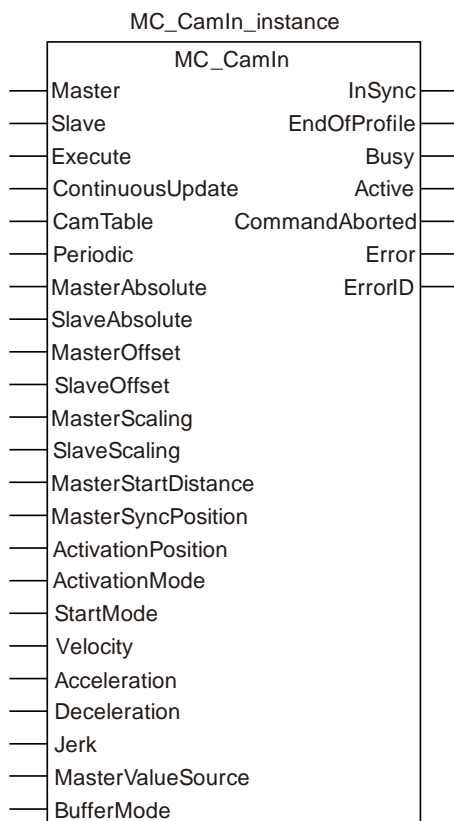 MC_CamIn_instance
MC_CamIn
Master InSync
Slave EndOfProfile
Execute Busy
ContinuousUpdate Active
CamTable CommandAborted
Periodic Error
MasterAbsolute ErrorID
SlaveAbsolute
MasterOffset
SlaveOffset
MasterScaling
SlaveScaling
MasterStartDistance
MasterSyncPosition
ActivationPosition
ActivationMode
StartMode
Velocity
Acceleration
Deceleration
Jerk
MasterValueSource
BufferMode